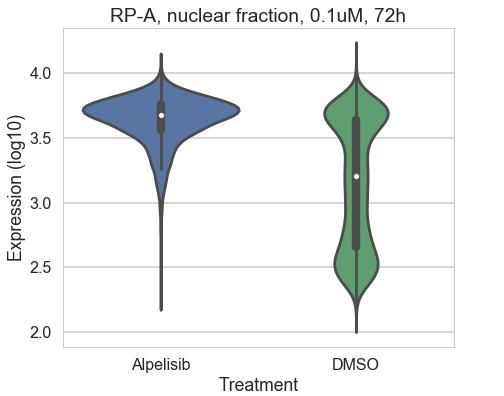 RP-A, nuclear fraction, 0.1uM, 72h
Expression (log10)
4.0
3.5
3.0
2.5
2.0
Alpelisib DMSO
Treatment